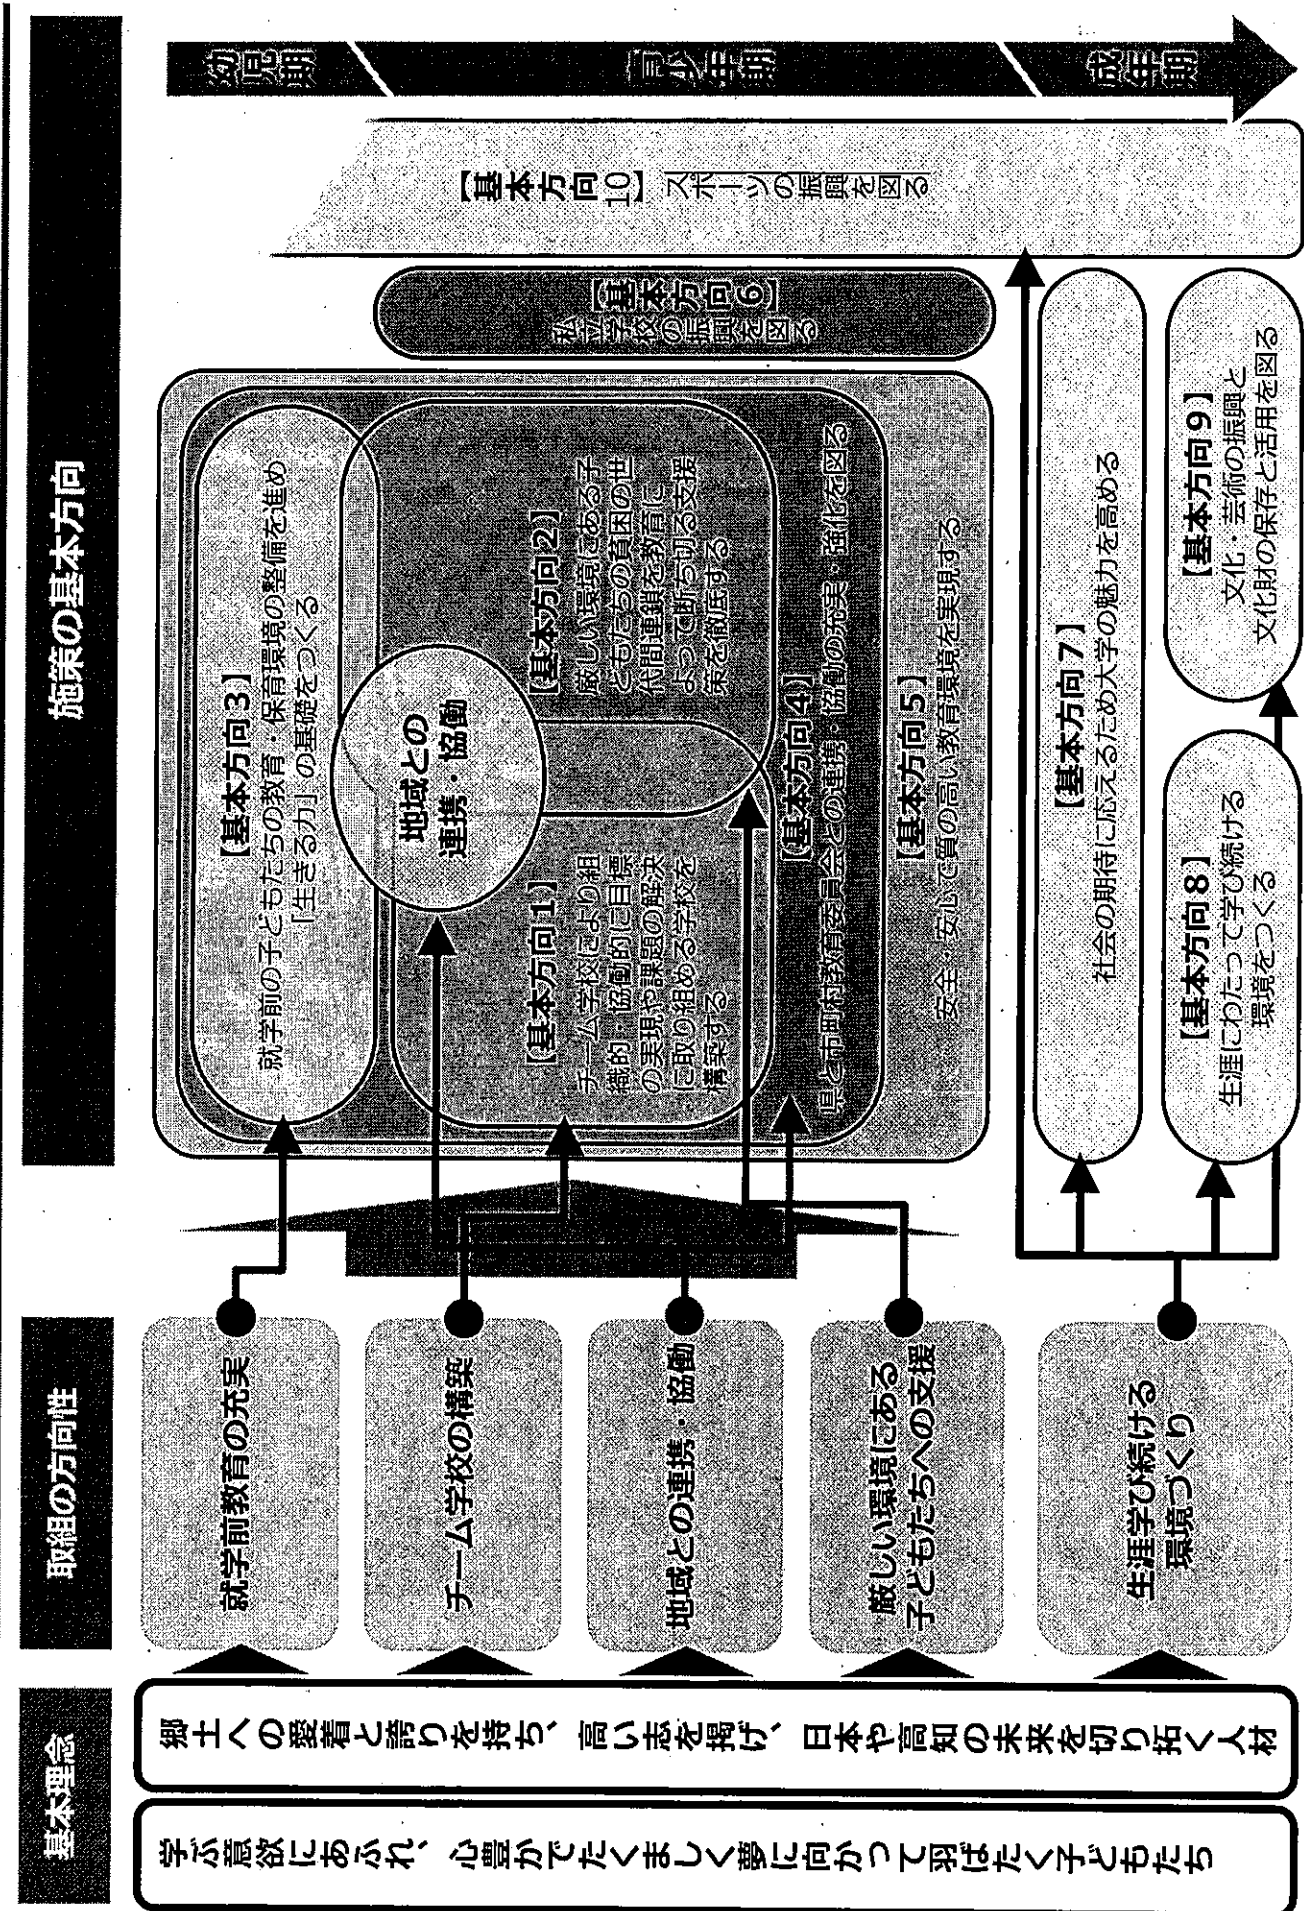 基本理念
学ぶ意欲にあふれ、心豊かでたくましく夢に向かって羽ばたく子どもたち
郷土への愛着と誇りを持ち、高い志を掲げ、日本や高知の未来を切り拓く人材
取組の方向性
就学前教育の充実
チーム学校の構築
地域との連携・協働
厳しい環境にある
子どもたちへの支援
生涯学び続ける
環境づくり
施策の基本方向
【基本方向3】
就学前の子どもたちの教育・保育環境の整備を進め
「生きる力」の基礎をつくる
地域との
連携・協働
【基本方向1】
チーム学校により組
織的・協働的に目標
の実現や課題の解決
に取り組める学校を
構築する
【基本方向2】
厳しい環境にある子
どもたちの貧困の世
代間連鎖を教育に
よって断ち切る支援
策を徹底する
【基本方向4】
県と市町村教育委員会との連携・協働の充実・強化を図る
【基本方向5】
安全・安心で質の高い教育環境を実現する
【基本方向6】
私立学校の振興を図る
【基本方向7】
社会の期待に応えるため大学の魅力を高める
【基本方向8】
生涯にわたって学び続ける
環境をつくる
【基本方向9】
文化・芸術の振興と
文化財の保存と活用を図る
【基本方向10】
スポーツの振興を図る
幼児期
青少年期
成年期